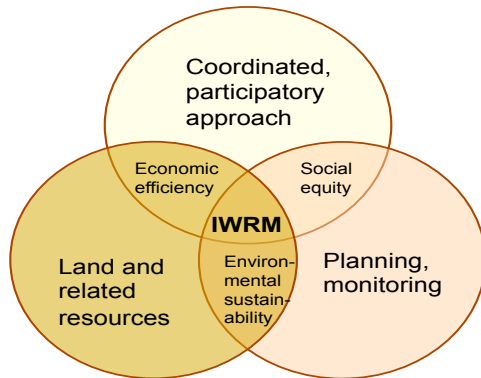 Coordinated,
participatory
approach
Economic
efficiency
Social
equity
IWRM
Land and
related
resources
Environ-
mental
sustain-
ability
Planning,
monitoring